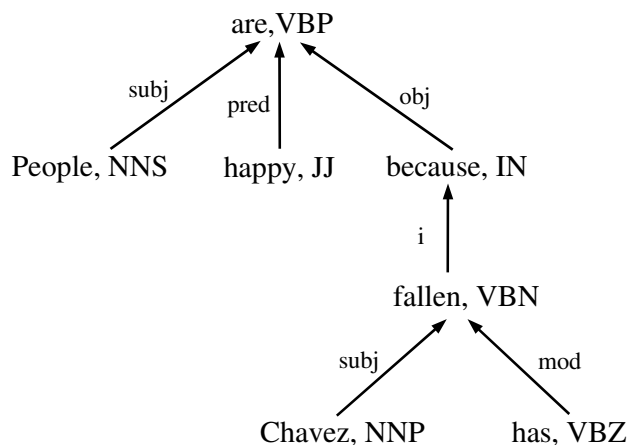 are,VBP
subj
pred
obj
People, NNS
happy, JJ
because, IN
i
fallen, VBN
subj
mod
Chavez, NNP
has, VBZ